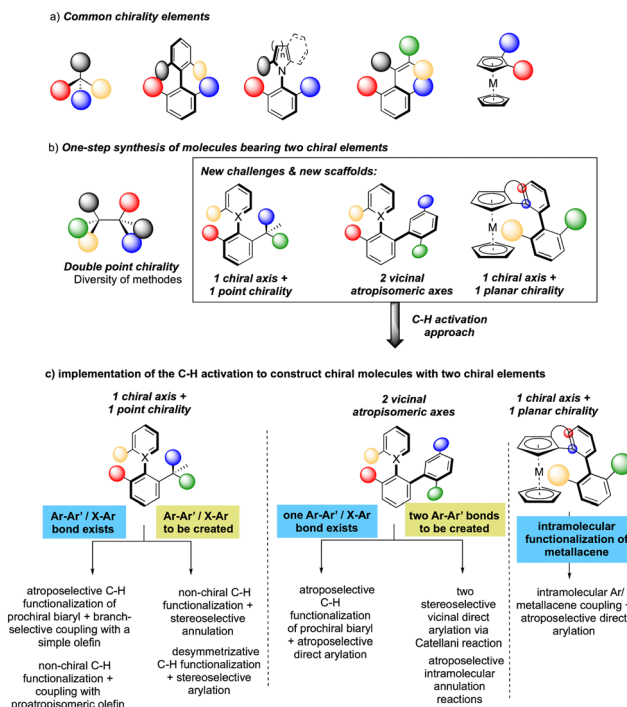 a) Common chirality elements
n
N
M
b) One-step synthesis of molecules bearing two chiral elements
New challenges & new scaffolds:
X
X
M
Double point chirality
Diversity of methodes
1 chiral axis +
1 point chirality
2 vicinal
atropisomeric axes
1 chiral axis +
1 planar chirality
C-H activation
approach
c) implementation of the C-H activation to construct chiral molecules with two chiral elements
1 chiral axis +
1 point chirality
2 vicinal
atropisomeric axes
1 chiral axis +
1 planar chirality
X
X
M
Ar-Ar' / X-Ar
bond exists
Ar-Ar' / X-Ar
to be created
one Ar-Ar' / X-Ar
bond exists
two Ar-Ar' bonds
to be created
intramolecular
functionalization of
metallacene
atroposelective C-H
functionalization of
prochiral biaryl + branch-
selective coupling with a
simple olefin
non-chiral C-H
functionalization +
coupling with
proatropisomeric olefin
non-chiral C-H
functionalization +
stereoselective
annulation
desymmetrizative
C-H functionalization
+ stereoselective
arylation
atroposelective
C-H
functionalization
of prochiral biaryl +
atroposelective
direct arylation
two
stereoselective
vicinal direct
arylation via
Catellani reaction
atroposelective
intramolecular
annulation
reactions
intramolecular Ar/
metallacene coupling +
atroposelective direct
arylation